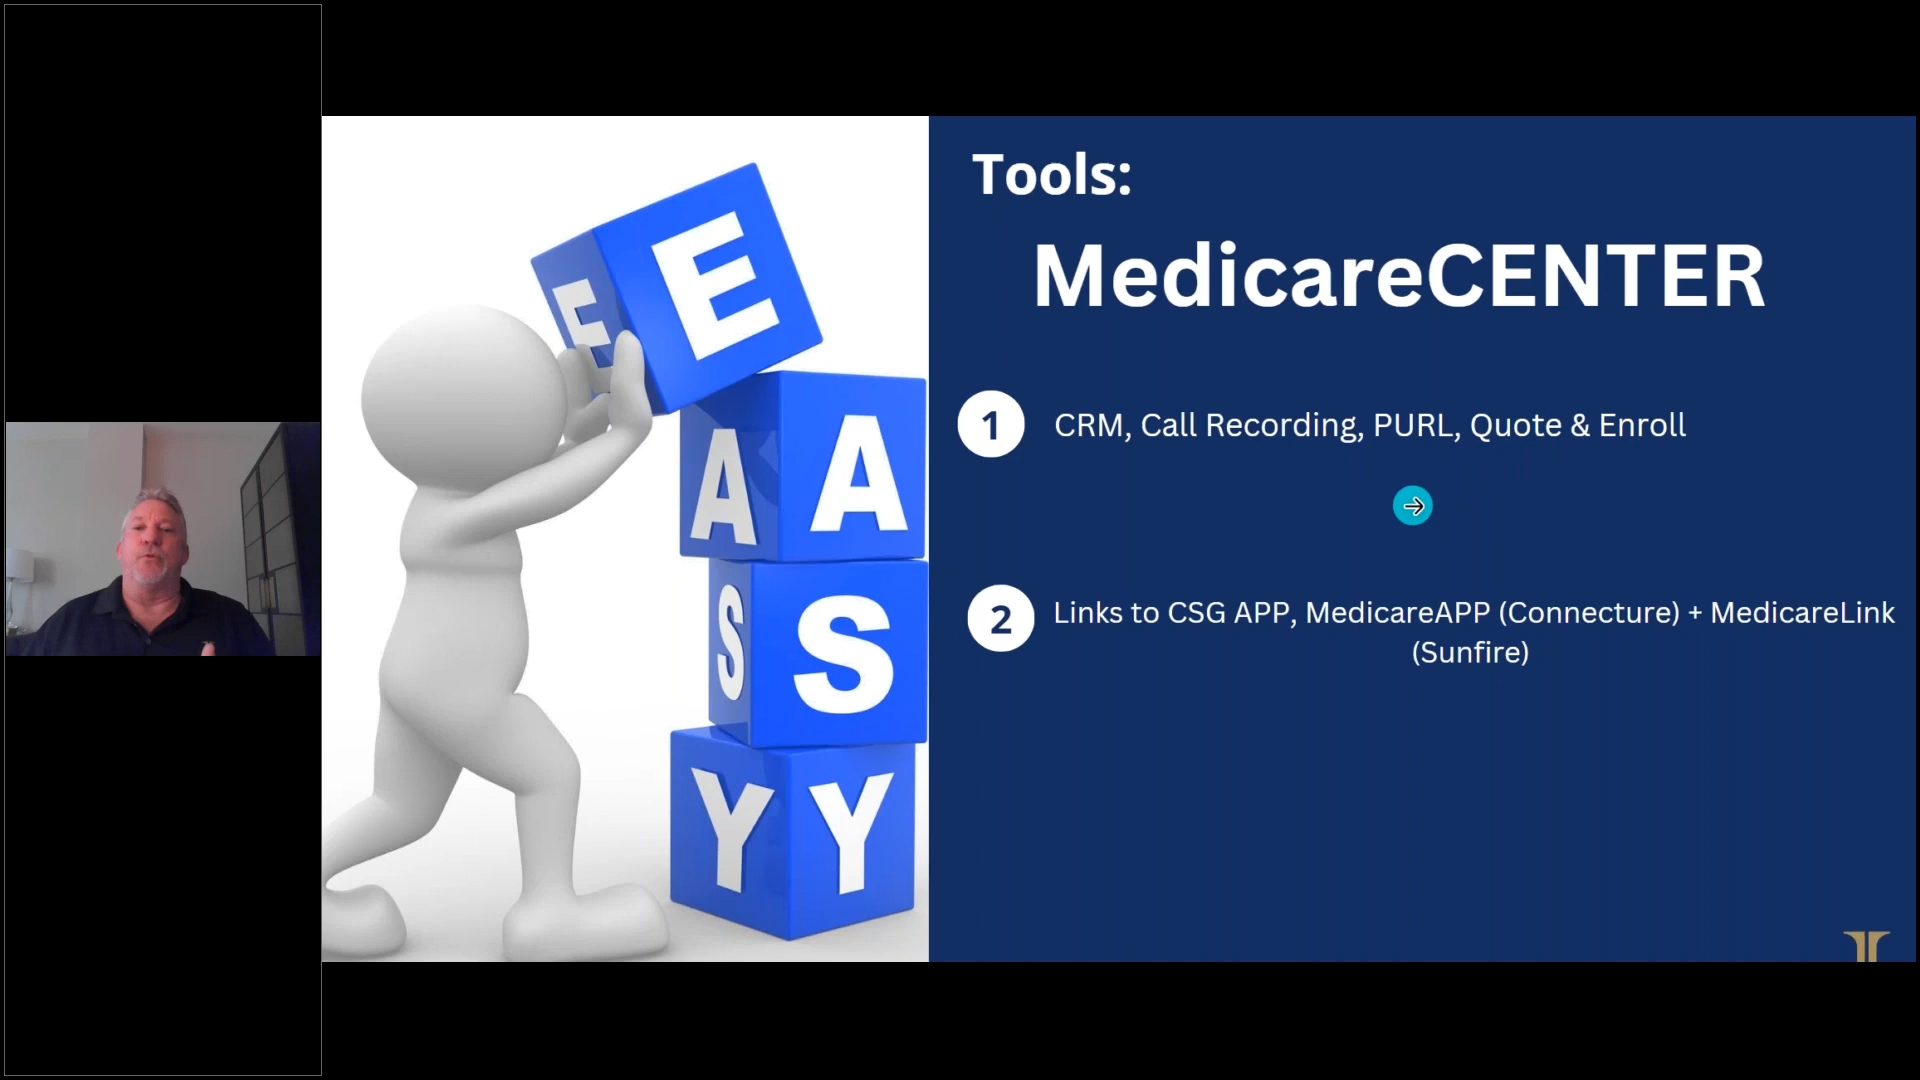 E E
A A
S S
Y Y
Tools:
MedicareCENTER
1 CRM, Call Recording, PURL, Quote & Enroll
2 Links to CSG APP, MedicareAPP (Connecture) + MedicareLink
(Sunfire)